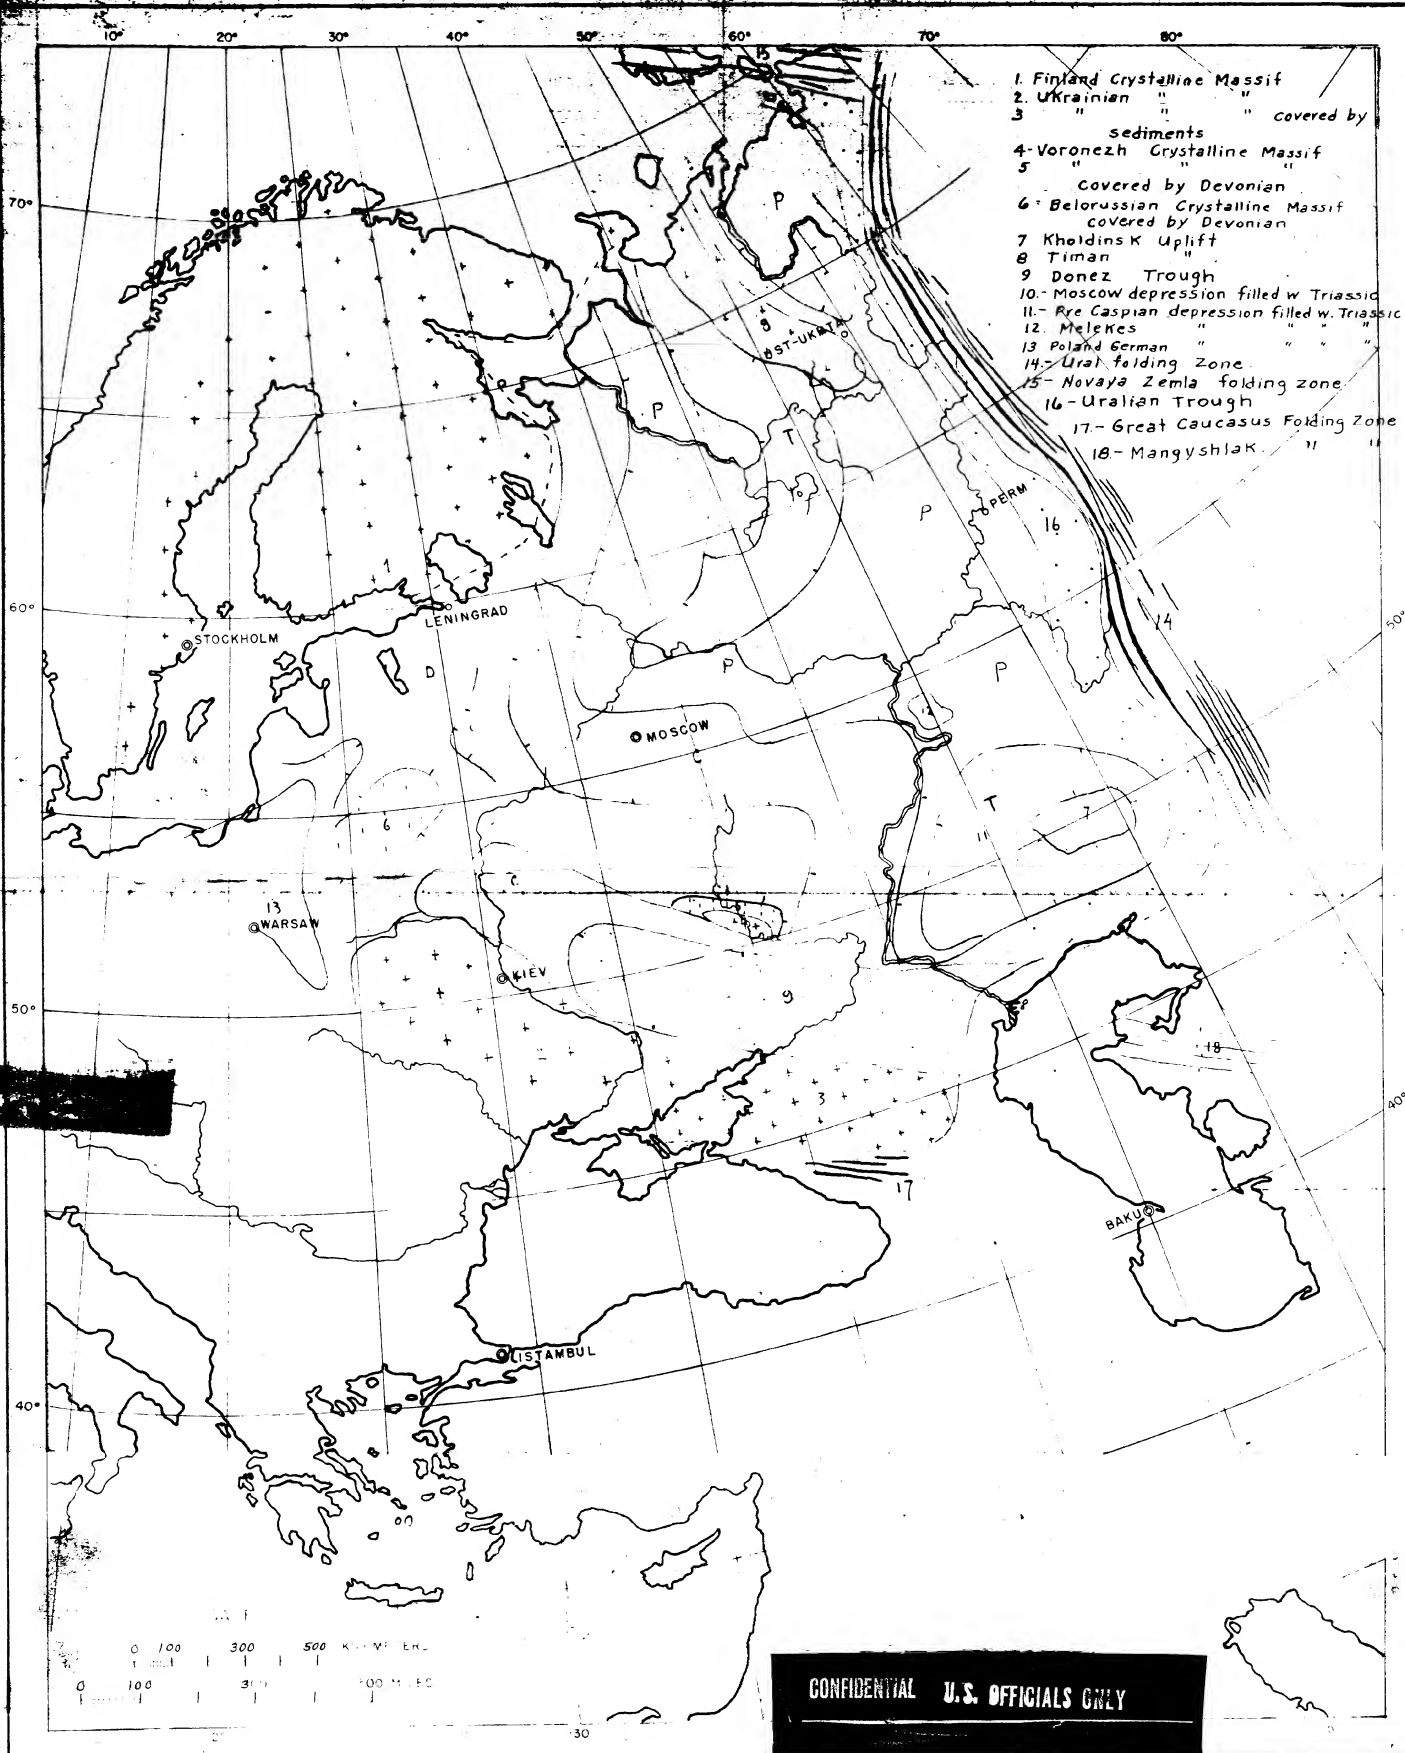 10° 20° 30° 40° 50° 60° 70° 80°
15
1. Finland Crystalline Massif
2. Ukrainian " "
3 " " " covered by
sediments
4-Voronezh Crystalline Massif
5 " " "
Covered by Devonian
6- Belorussian Crystalline Massif
covered by Devonian
7 Kholdinsk Uplift
8 Timan "
9 Donez Trough
10.- Moscow depression filled w Triassic
11.- Pre Caspian depression filled w. Triassic
12. Melekes " " " "
13 Poland German " " " "
14.- Ural folding Zone
15- Novaya Zemla folding zone
16-Uralian Trough
17.- Great Caucasus Folding Zone
18.- Mangyshlak. " "
70°
P
8
UST-UKHTA
P
P
T
10
P
PERM
16
1
60°
LENINGRAD
STOCKHOLM
14
50°
D
P
P
12
MOSCOW
C
T
7
6
11
C
13
WARSAW
KIEV
9
50°
18
3
40°
17
BAKU
ISTAMBUL
40°
0 100 300 500
0 100
30
CONFIDENTIAL U.S. OFFICIALS ONLY